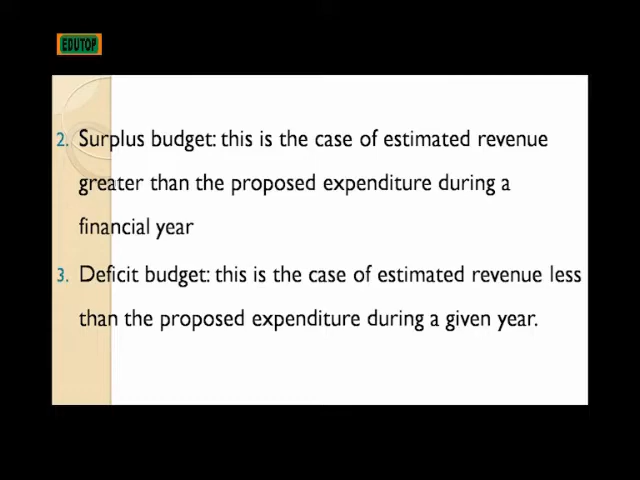 EDUTOP
2. Surplus budget: this is the case of estimated revenue
greater than the proposed expenditure during a
financial year
3. Deficit budget: this is the case of estimated revenue less
than the proposed expenditure during a given year.